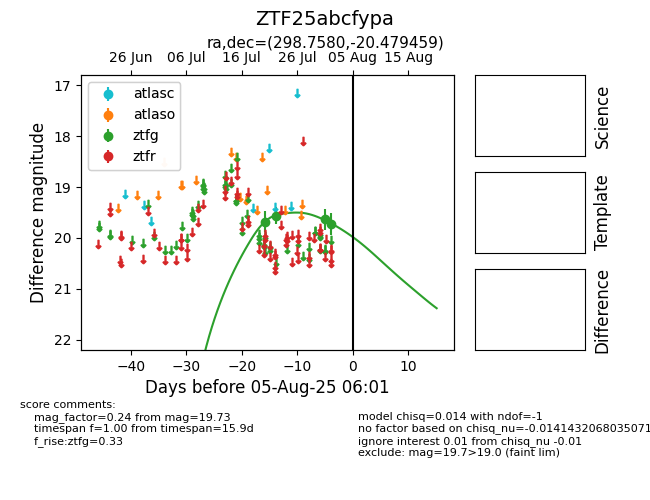 ZTF25abcfypa
ra,dec=(298.7580,-20.479459)
26 Jun 06 Jul 16 Jul 26 Jul 05 Aug 15 Aug
atlasc
atlaso
ztfg
ztfr
17
18
19
20
21
22
Difference magnitude
−40 −30 −20 −10 0 10
Days before 05-Aug-25 06:01
Science
Template
Difference
score comments:
mag_factor=0.24 from mag=19.73
timespan f=1.00 from timespan=15.9d
f_rise:ztfg=0.33
model chisq=0.014 with ndof=-1
no factor based on chisq_nu=-0.0141432068035071
ignore interest 0.01 from chisq_nu -0.01
exclude: mag=19.7>19.0 (faint lim)